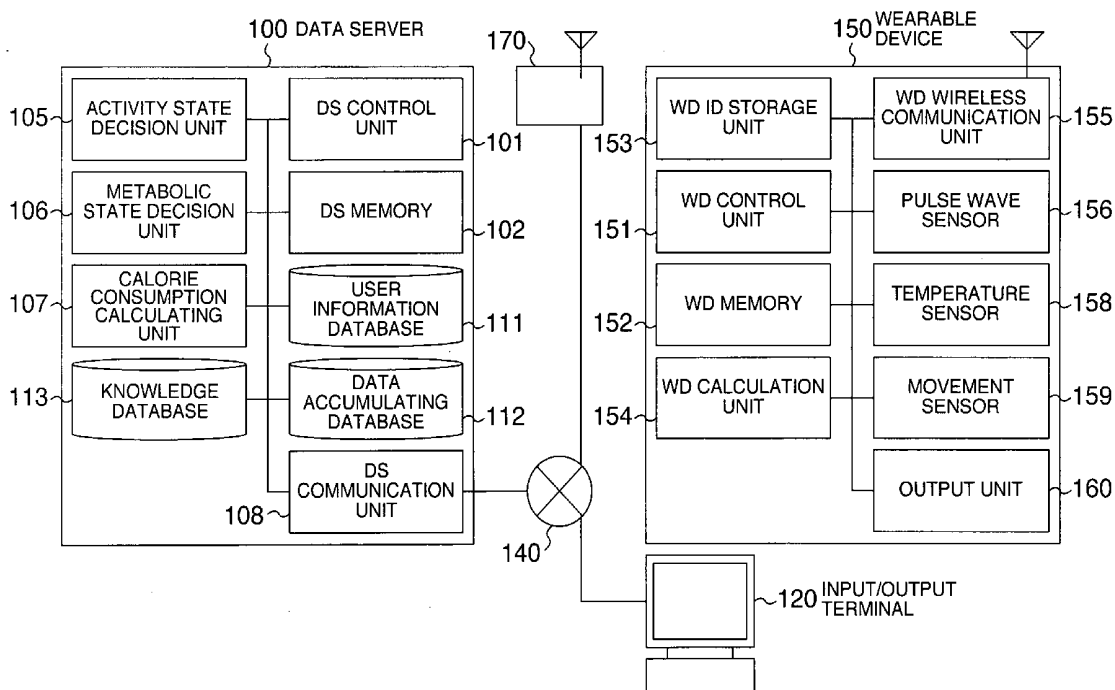 100 DATA SERVER
105
ACTIVITY STATE
DECISION UNIT
DS CONTROL
UNIT
101
106
METABOLIC
STATE DECISION
UNIT
DS MEMORY
102
107
CALORIE
CONSUMPTION
CALCULATING
UNIT
USER
INFORMATION
DATABASE
111
113
KNOWLEDGE
DATABASE
DATA
ACCUMULATING
DATABASE
112
108
DS
COMMUNICATION
UNIT
170
140
150 WEARABLE
DEVICE
153
WD ID STORAGE
UNIT
WD WIRELESS
COMMUNICATION
UNIT
155
151
WD CONTROL
UNIT
PULSE WAVE
SENSOR
156
152
WD MEMORY
TEMPERATURE
SENSOR
158
154
WD CALCULATION
UNIT
MOVEMENT
SENSOR
159
OUTPUT UNIT
160
120 INPUT/OUTPUT
TERMINAL